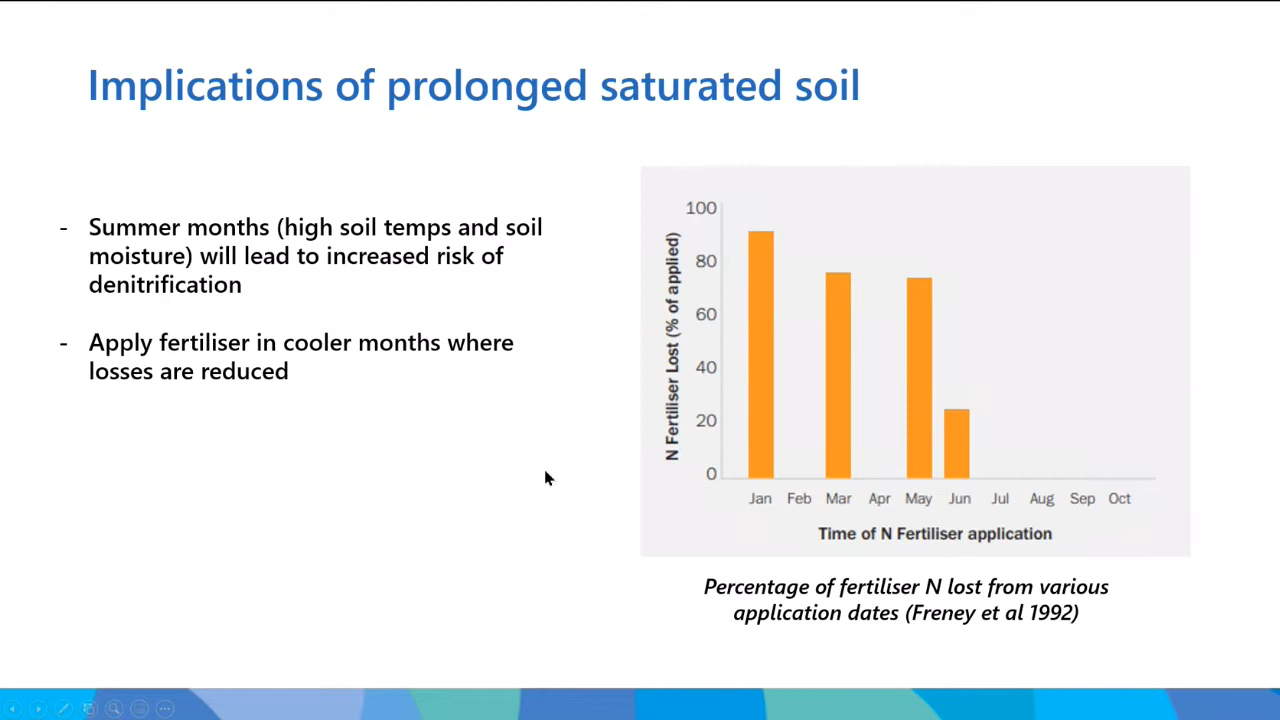 Implications of prolonged saturated soil
- Summer months (high soil temps and soil
moisture) will lead to increased risk of
denitrification
- Apply fertiliser in cooler months where
losses are reduced
N Fertiliser Lost (% of applied)
100
80
60
40
20
0
Jan Feb Mar Apr May Jun Jul Aug Sep Oct
Time of N Fertiliser application
Percentage of fertiliser N lost from various
application dates (Freney et al 1992)